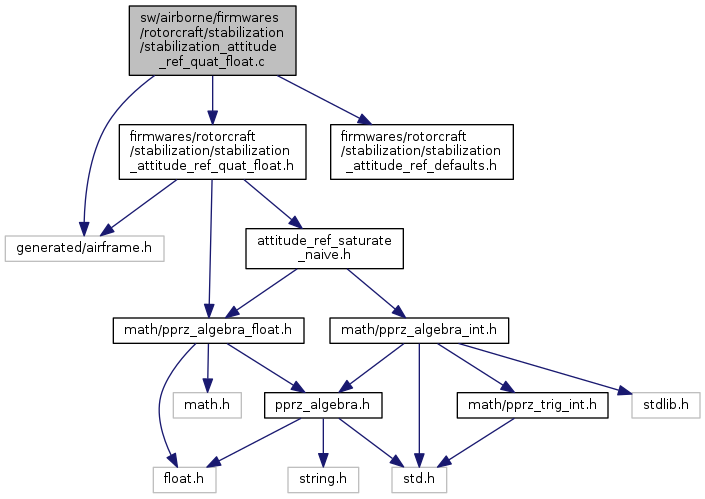 sw/airborne/firmwares
/rotorcraft/stabilization
/stabilization_attitude
_ref_quat_float.c
firmwares/rotorcraft
/stabilization/stabilization
_attitude_ref_quat_float.h
firmwares/rotorcraft
/stabilization/stabilization
_attitude_ref_defaults.h
generated/airframe.h
attitude_ref_saturate
_naive.h
math/pprz_algebra_float.h
math/pprz_algebra_int.h
math.h
pprz_algebra.h
math/pprz_trig_int.h
stdlib.h
float.h
string.h
std.h